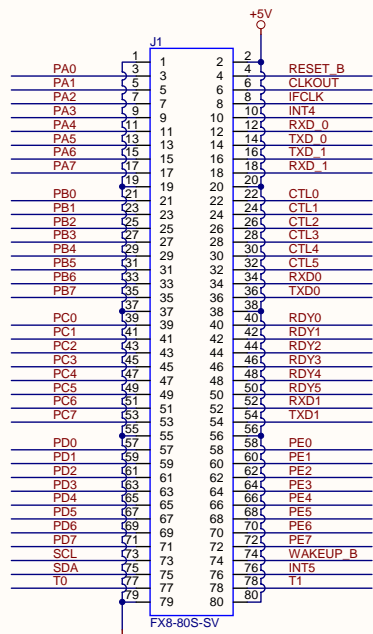 +5V
J1
1 1 2 2
PA0 3 3 4 4 RESET_B
PA1 5 5 6 6 CLKOUT
PA2 7 7 8 8 IFCLK
PA3 9 9 10 10 INT4
PA4 11 11 12 12 RXD_0
PA5 13 13 14 14 TXD_0
PA6 15 15 16 16 TXD_1
PA7 17 17 18 18 RXD_1
19 19 20 20
PB0 21 21 22 22 CTL0
PB1 23 23 24 24 CTL1
PB2 25 25 26 26 CTL2
PB3 27 27 28 28 CTL3
PB4 29 29 30 30 CTL4
PB5 31 31 32 32 CTL5
PB6 33 33 34 34 RXD0
PB7 35 35 36 36 TXD0
37 37 38 38
PC0 39 39 40 40 RDY0
PC1 41 41 42 42 RDY1
PC2 43 43 44 44 RDY2
PC3 45 45 46 46 RDY3
PC4 47 47 48 48 RDY4
PC5 49 49 50 50 RDY5
PC6 51 51 52 52 RXD1
PC7 53 53 54 54 TXD1
55 55 56 56
PD0 57 57 58 58 PE0
PD1 59 59 60 60 PE1
PD2 61 61 62 62 PE2
PD3 63 63 64 64 PE3
PD4 65 65 66 66 PE4
PD5 67 67 68 68 PE5
PD6 69 69 70 70 PE6
PD7 71 71 72 72 PE7
SCL 73 73 74 74 WAKEUP_B
SDA 75 75 76 76 INT5
T0 77 77 78 78 T1
79 79 80 80
FX8-80S-SV